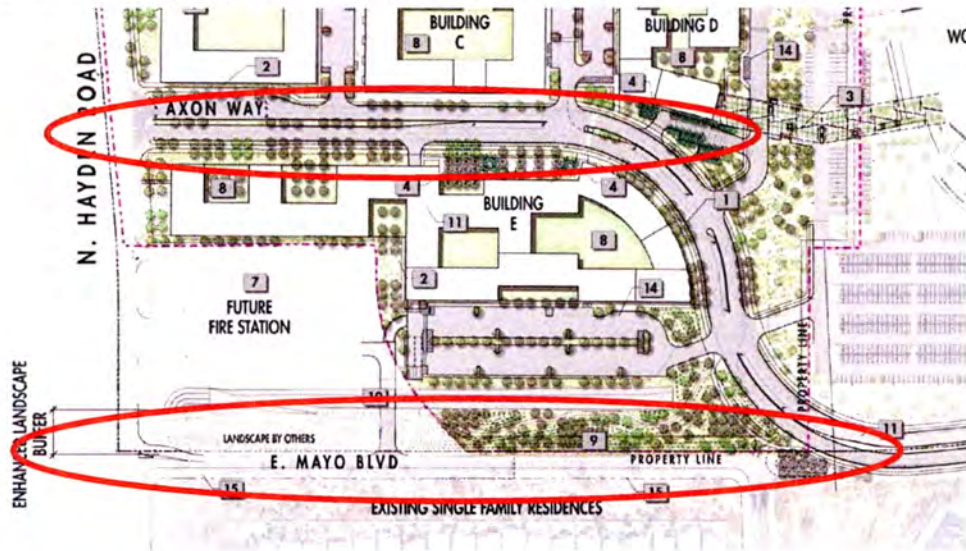 BUILDING
C
8
BUILDING D
8
14
WO
2
4
3
AXON WAY
N. HAYDEN ROAD
8
4
11
4
1
BUILDING
E
8
7
FUTURE
FIRE STATION
2
14
PROPERTY LINE
ENHANCED LANDSCAPE
BUFFER
10
LANDSCAPE BY OTHERS
9
11
E. MAYO BLVD
PROPERTY LINE
15
15
EXISTING SINGLE FAMILY RESIDENCES